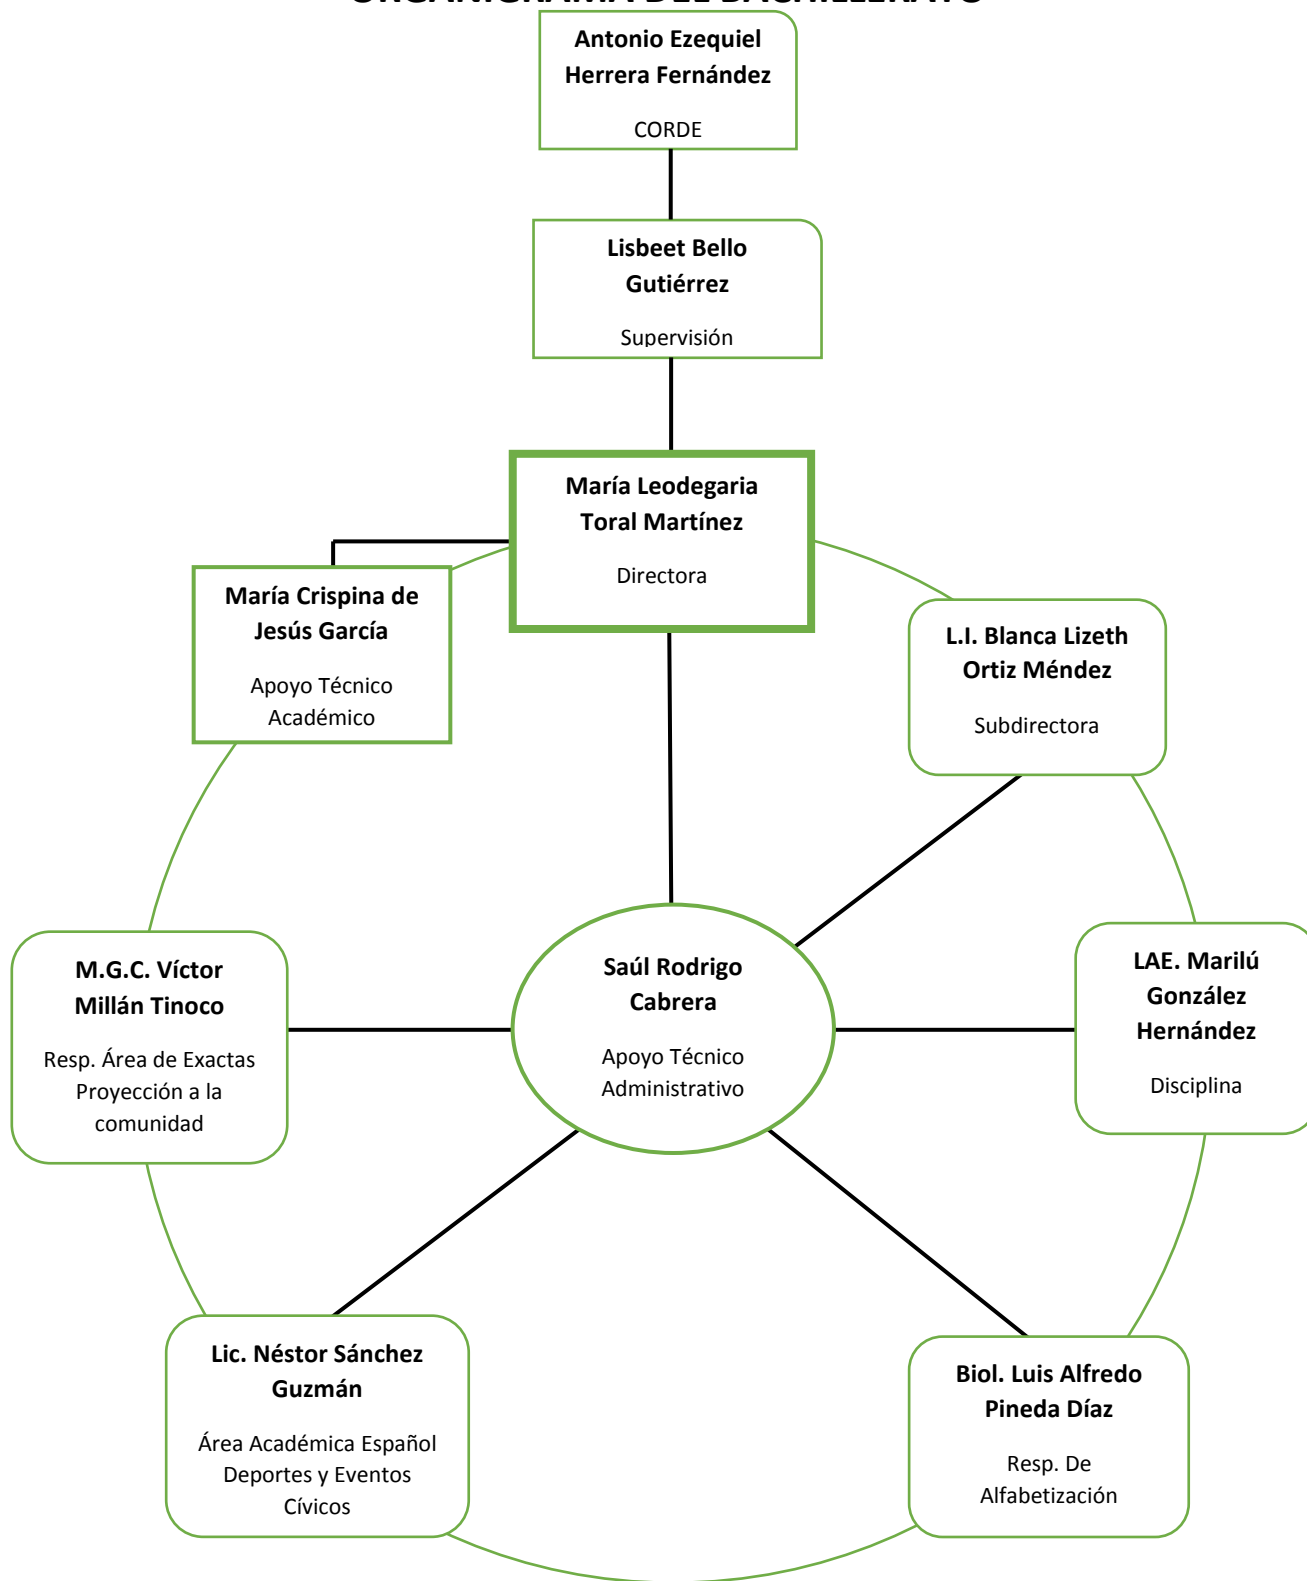 ORGANIGRAMA DEL BACHILLERATO
Antonio Ezequiel
Herrera Fernández
CORDE
Lisbeet Bello
Gutiérrez
Supervisión
María Leodegaria
Toral Martínez
Directora
María Crispina de
Jesús García
Apoyo Técnico
Académico
L.I. Blanca Lizeth
Ortiz Méndez
Subdirectora
M.G.C. Víctor
Millán Tinoco
Resp. Área de Exactas
Proyección a la
comunidad
Saúl Rodrigo
Cabrera
Apoyo Técnico
Administrativo
LAE. Marilú
González
Hernández
Disciplina
Lic. Néstor Sánchez
Guzmán
Área Académica Español
Deportes y Eventos
Cívicos
Biol. Luis Alfredo
Pineda Díaz
Resp. De
Alfabetización